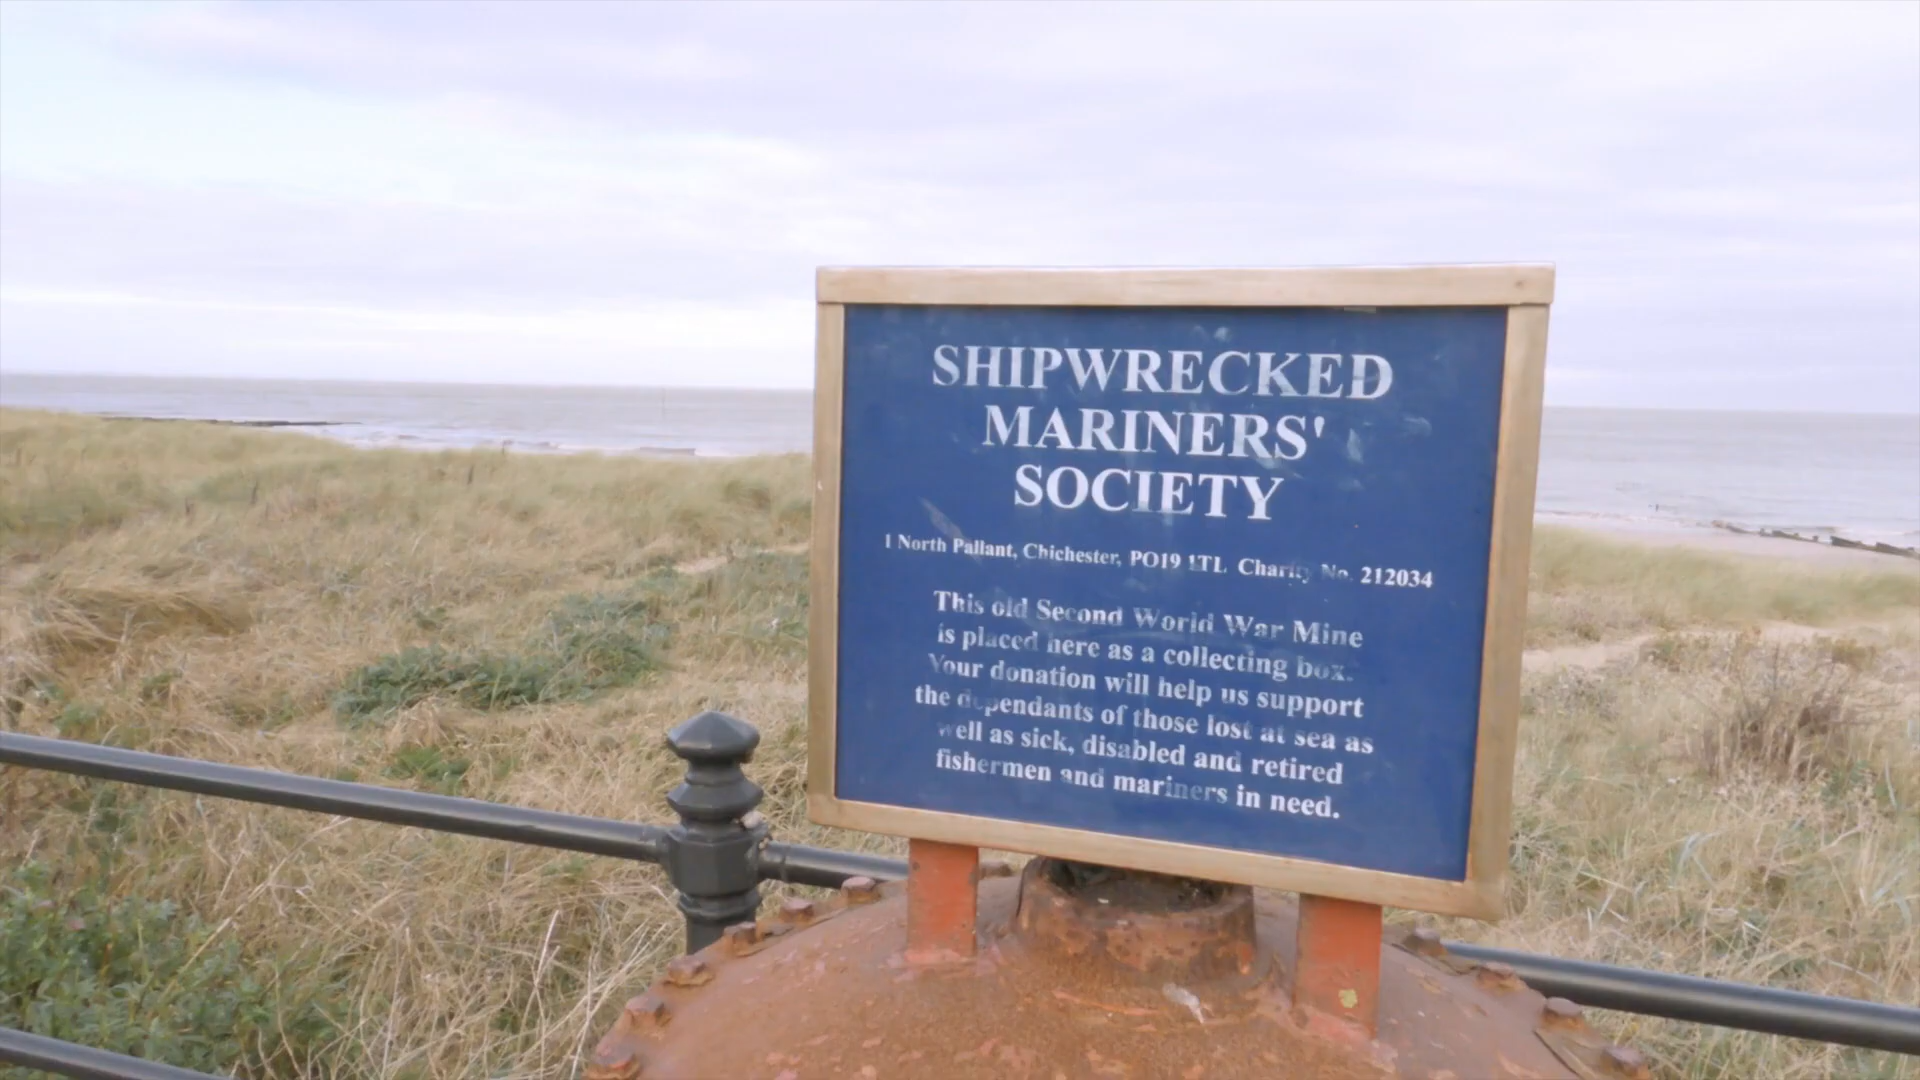 SHIPWRECKED
MARINERS'
SOCIETY
1 North Pallant, Chichester, PO19 1TL Charity No. 212034
This old Second World War Mine
is placed here as a collecting box.
Your donation will help us support
the dependants of those lost at sea as
well as sick, disabled and retired
fishermen and mariners in need.